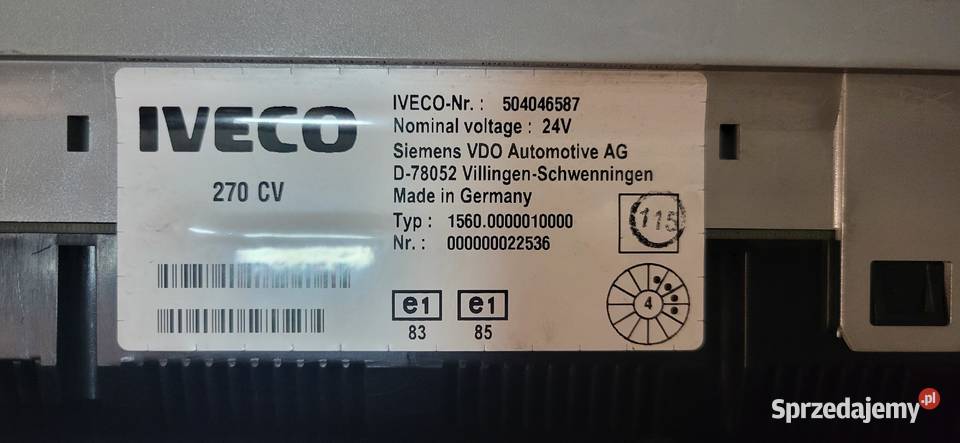 IVECO
270 CV
IVECO-Nr. : 504046587
Nominal voltage : 24V
Siemens VDO Automotive AG
D-78052 Villingen-Schwenningen
Made in Germany
Typ : 1560.0000010000
Nr. : 000000022536
115
e1 e1
83 85
4
Sprzedajemy.pl